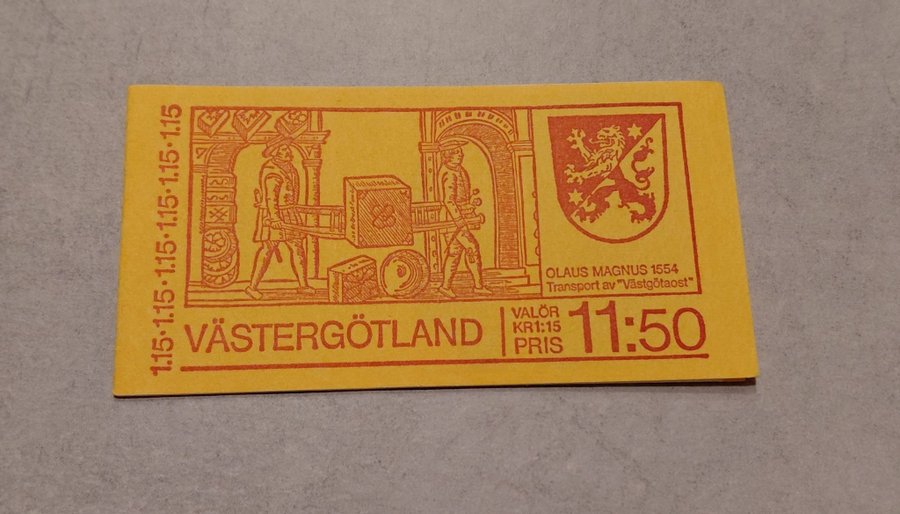 1.15·1.15·1.15·1.15·1.15
OLAUS MAGNUS 1554
Transport av "Västgötaost"
VÄSTERGÖTLAND
VALÖR
KR1:15
PRIS 11:50